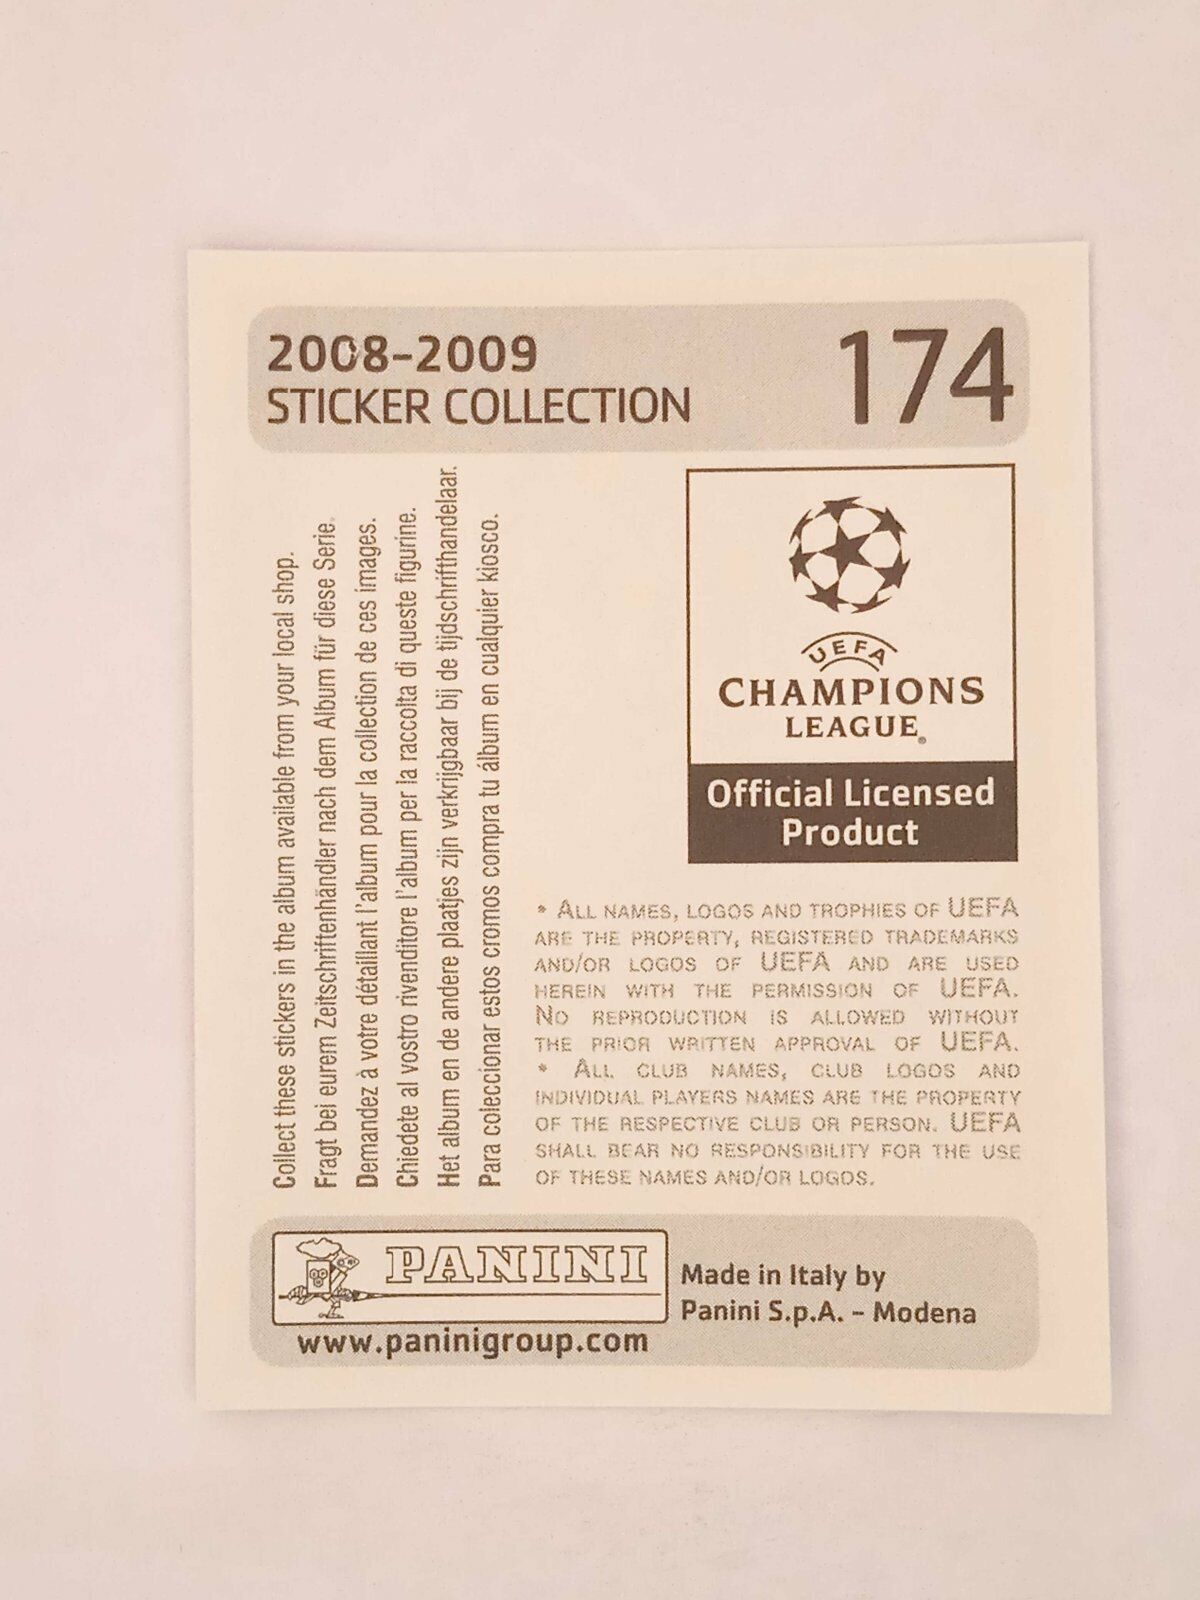 2008-2009
STICKER COLLECTION
174
Collect these stickers in the album available from your local shop.
Fragt bei eurem Zeitschriftenhändler nach dem Album für diese Serie.
Demandez à votre détaillant l'album pour la collection de ces images.
Chiedete al vostro rivenditore l'album per la raccolta di queste figurine.
Het album en de andere plaatjes zijn verkrijgbaar bij de tijdschrifthandelaar.
Para coleccionar estos cromos compra tu álbum en cualquier kiosco.
UEFA
CHAMPIONS
LEAGUE®
Official Licensed
Product
* ALL NAMES, LOGOS AND TROPHIES OF UEFA
ARE THE PROPERTY, REGISTERED TRADEMARKS
AND/OR LOGOS OF UEFA AND ARE USED
HEREIN WITH THE PERMISSION OF UEFA.
NO REPRODUCTION IS ALLOWED WITHOUT
THE PRIOR WRITTEN APPROVAL OF UEFA.
* ALL CLUB NAMES, CLUB LOGOS AND
INDIVIDUAL PLAYERS NAMES ARE THE PROPERTY
OF THE RESPECTIVE CLUB OR PERSON. UEFA
SHALL BEAR NO RESPONSIBILITY FOR THE USE
OF THESE NAMES AND/OR LOGOS.
PANINI
www.paninigroup.com
Made in Italy by
Panini S.p.A. - Modena